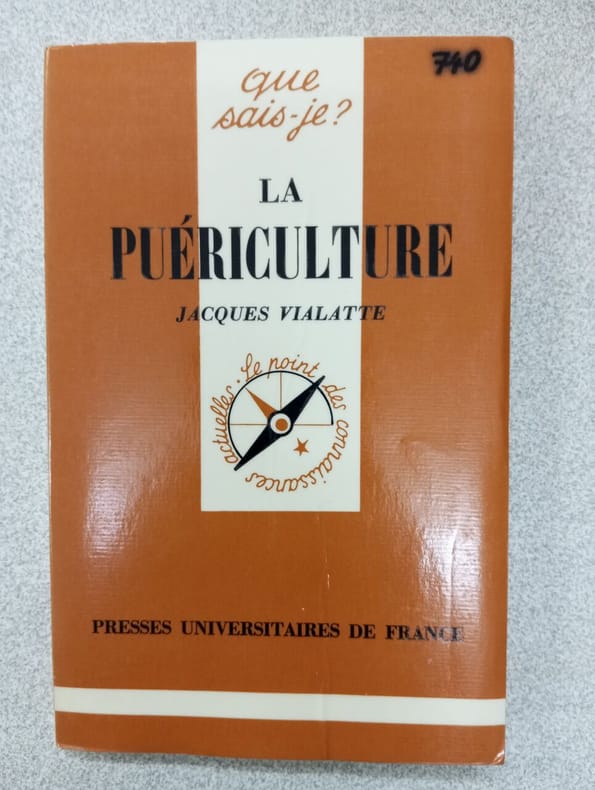 740
que
sais-je?
LA
PUÉRICULTURE
JACQUES VIALATTE
Le point des connaissances actuelles.
PRESSES UNIVERSITAIRES DE FRANCE